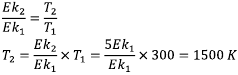 Ek₂/Ek₁ = T₂/T₁
T₂ = Ek₂/Ek₁ × T₁ = 5Ek₁/Ek₁ × 300 = 1500 K